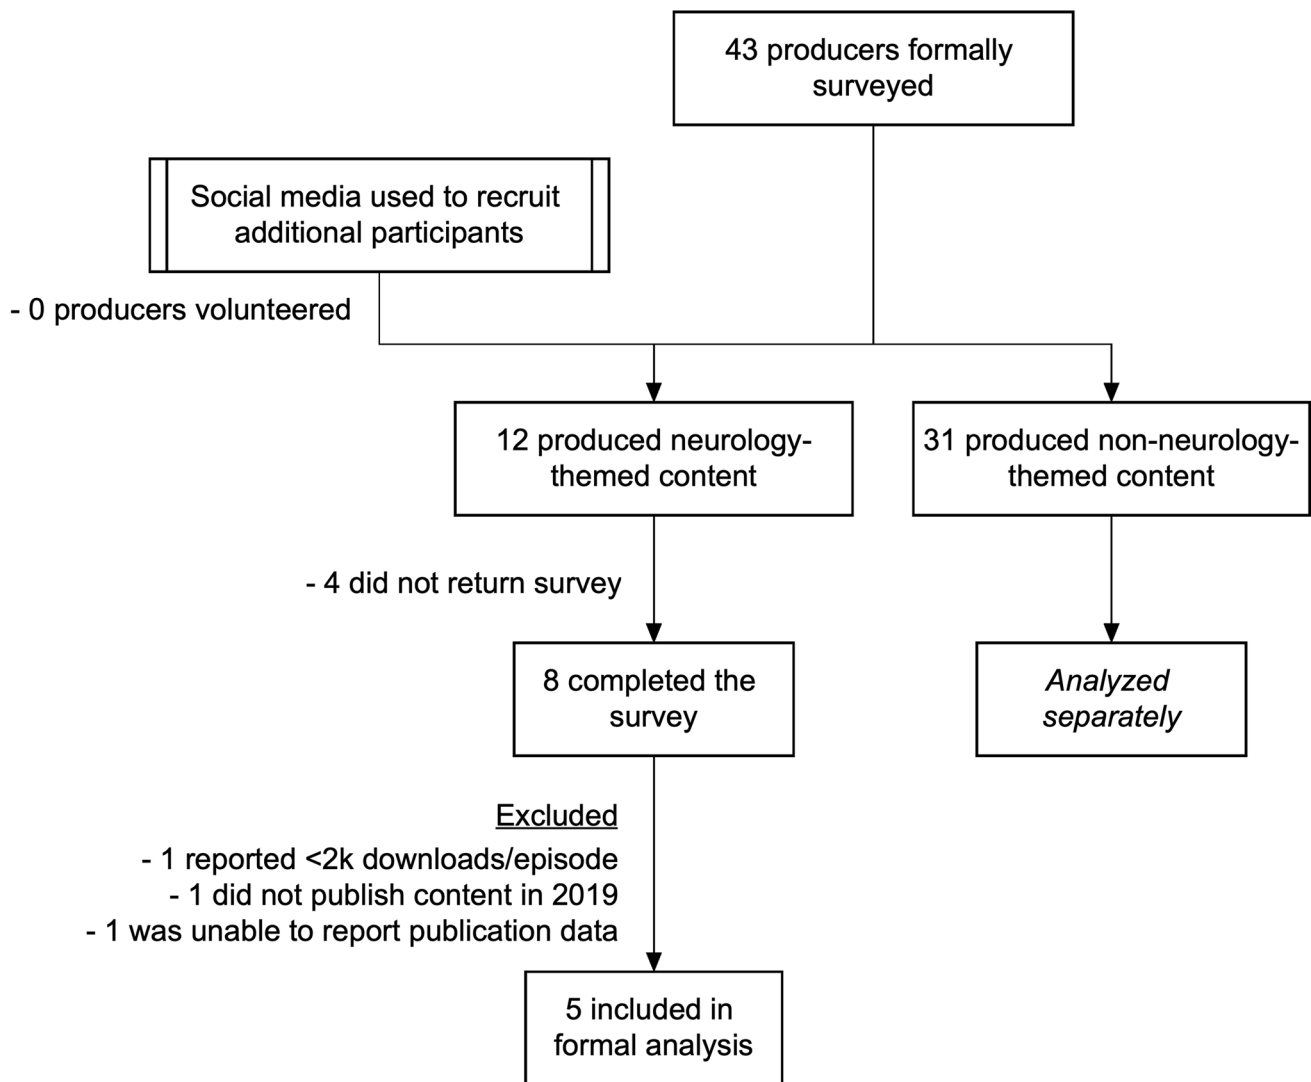 43 producers formally
surveyed
Social media used to recruit
additional participants
- 0 producers volunteered
12 produced neurology-
themed content
31 produced non-neurology-
themed content
- 4 did not return survey
8 completed the
survey
Analyzed
separately
Excluded
- 1 reported <2k downloads/episode
- 1 did not publish content in 2019
- 1 was unable to report publication data
5 included in
formal analysis